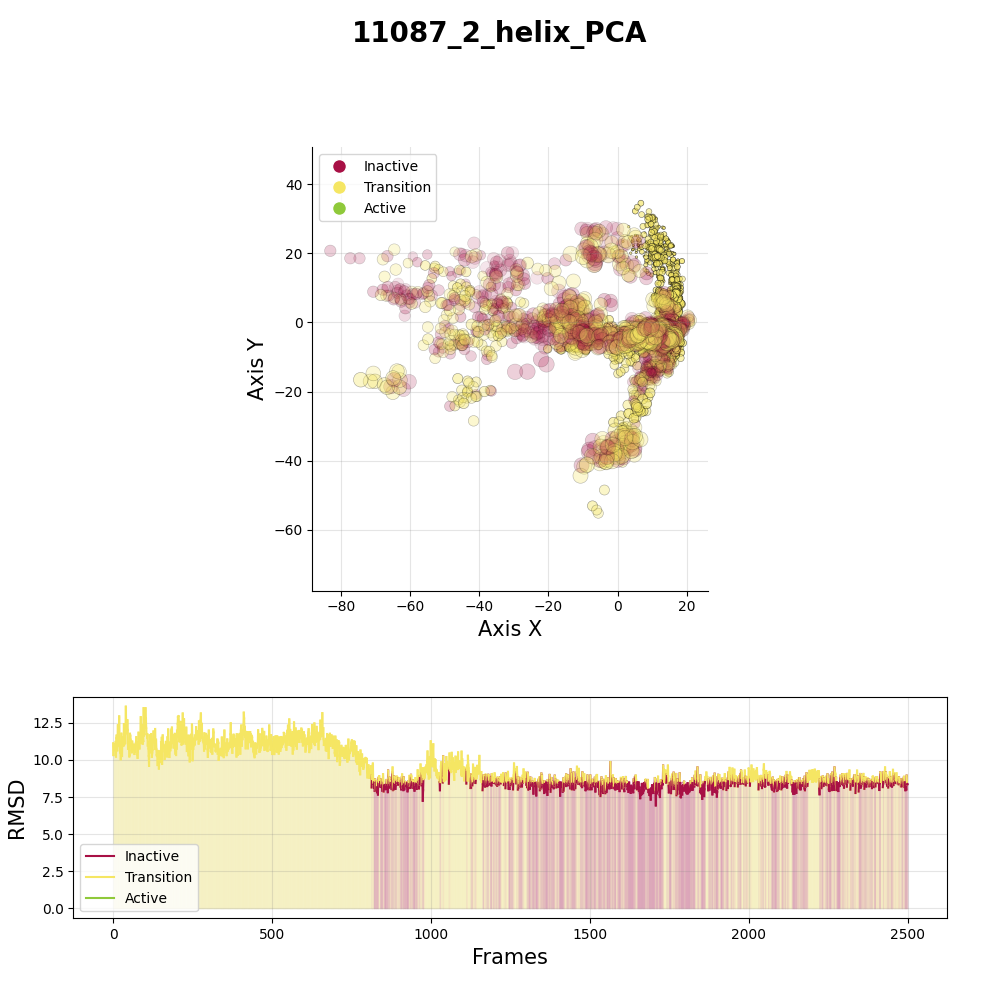 11087_2_helix_PCA
Inactive
Transition
Active
40
20
0
−20
−40
−60
Axis Y
−80
−60
−40
−20
0
20
Axis X
12.5
10.0
7.5
5.0
2.5
0.0
RMSD
Inactive
Transition
Active
0
500
1000
1500
2000
2500
Frames